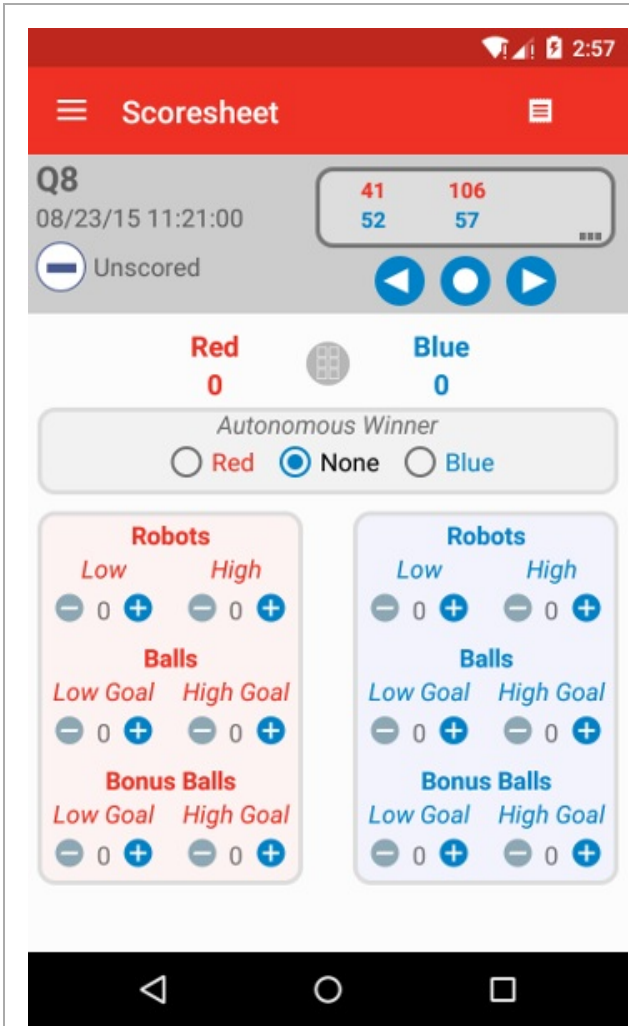 2:57
Scoresheet
Q8
08/23/15 11:21:00
Unscored
41 106
52 57
Red Blue
0 0
Autonomous Winner
Red None Blue
Robots Robots
Low High Low High
0 0 0 0
Balls Balls
Low Goal High Goal Low Goal High Goal
0 0 0 0
Bonus Balls Bonus Balls
Low Goal High Goal Low Goal High Goal
0 0 0 0